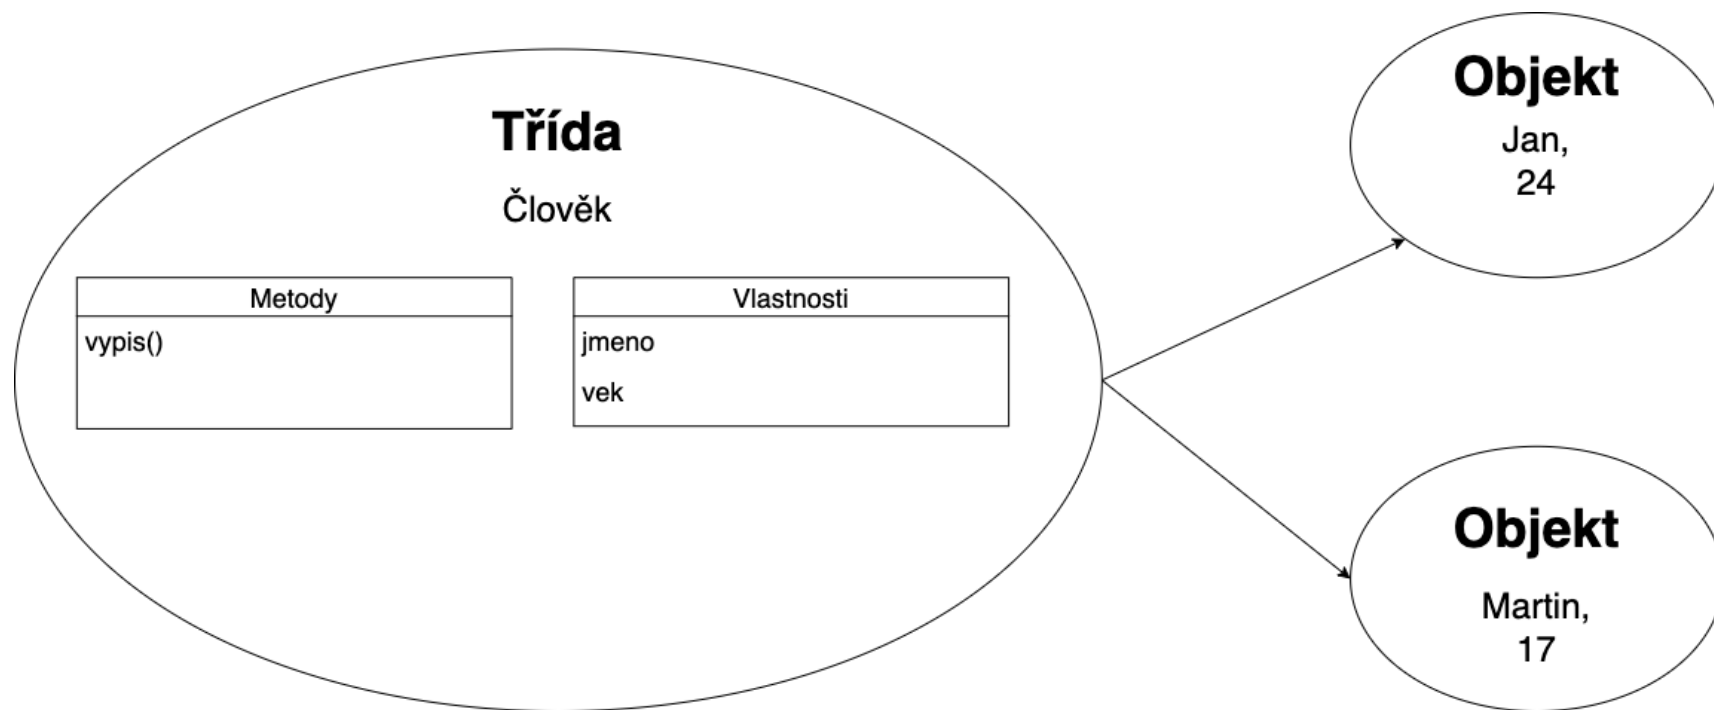 Třída
Člověk
Metody
vypis()
Vlastnosti
jmeno
vek
Objekt
Jan,
24
Objekt
Martin,
17